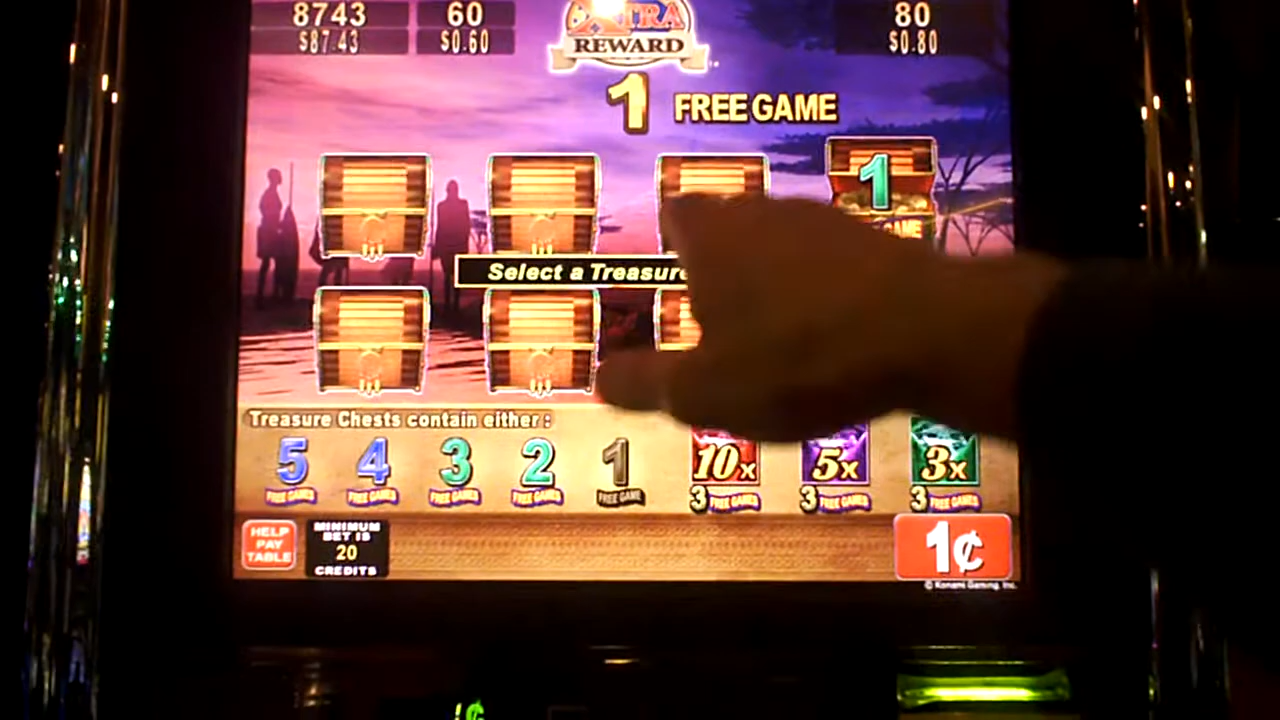 8743 60 80
$87.43 $0.60 $0.80
XTRA
REWARD
1 FREE GAME
1
GAME
Select a Treasure
Treasure Chests contain either :
5 4 3 2 1 10x 5x 3x
FREE GAMES FREE GAMES FREE GAMES FREE GAMES FREE GAME 3 FREE GAMES 3 FREE GAMES 3 FREE GAMES
HELP
PAY
TABLE
MINIMUM
BET IS
20
CREDITS
1¢
© Konami Gaming, Inc.
1¢